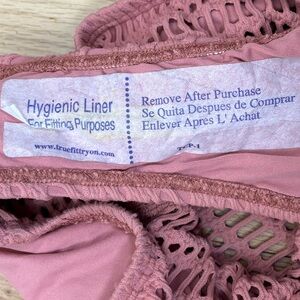 Hygienic Liner
For Fitting Purposes
www.truefittryon.com
Remove After Purchase
Se Quita Despues de Comprar
Enlever Apres L' Achat